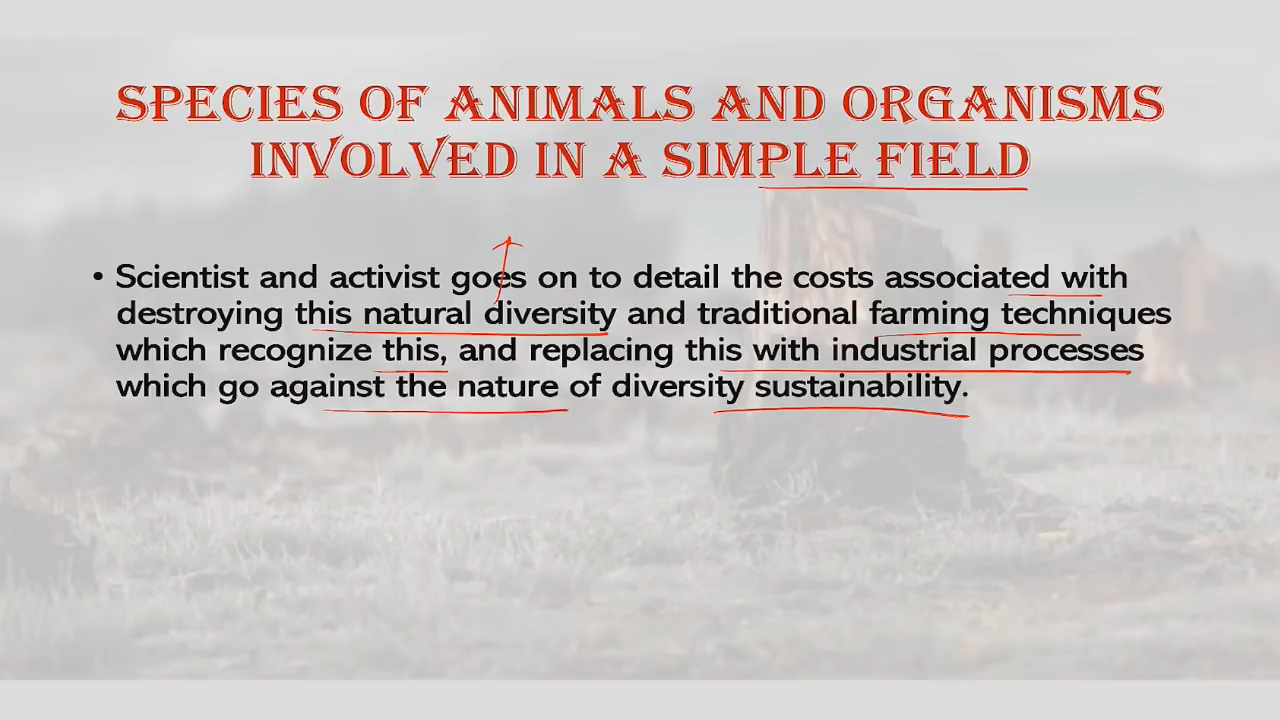 SPECIES OF ANIMALS AND ORGANISMS
INVOLVED IN A SIMPLE FIELD
• Scientist and activist goes on to detail the costs associated with
destroying this natural diversity and traditional farming techniques
which recognize this, and replacing this with industrial processes
which go against the nature of diversity sustainability.